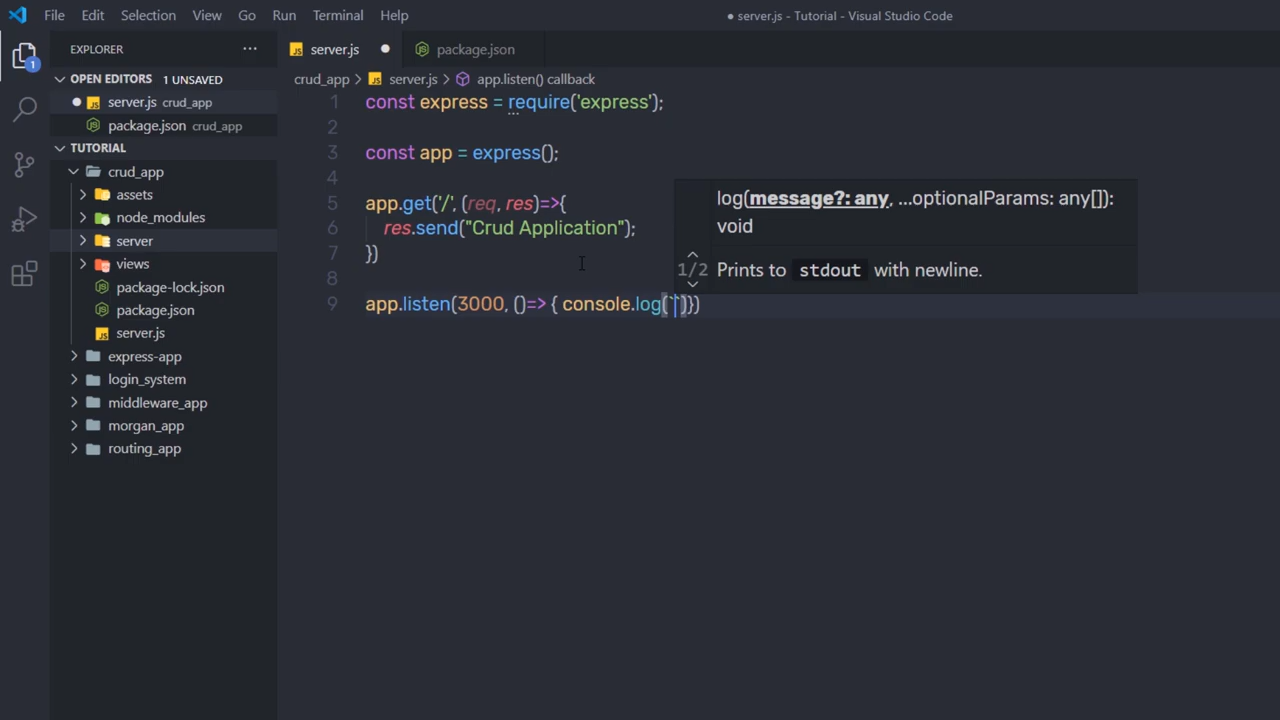 File Edit Selection View Go Run Terminal Help
● server.js - Tutorial - Visual Studio Code
EXPLORER ···
OPEN EDITORS 1 UNSAVED
● JS server.js crud_app
package.json crud_app
TUTORIAL
crud_app
assets
node_modules
server
views
package-lock.json
package.json
JS server.js
express-app
login_system
middleware_app
morgan_app
routing_app
1
JS server.js ● package.json
crud_app > JS server.js > app.listen() callback
1 const express = require('express');
2
3 const app = express();
4
5 app.get('/', (req, res)=>{
6 res.send("Crud Application");
7 })
8
9 app.listen(3000, ()=> { console.log(``)})
log(message?: any, ...optionalParams: any[]):
void
1/2 Prints to stdout with newline.